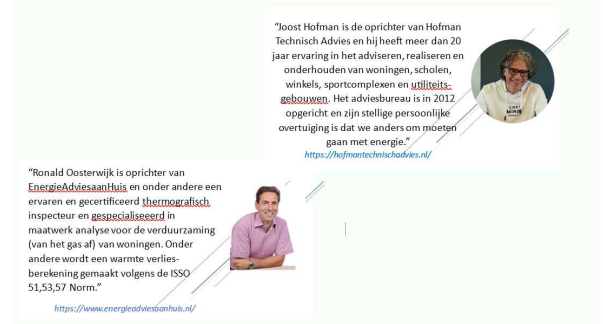 “Joost Hofman is de oprichter van Hofman
Technisch Advies en hij heeft meer dan 20
jaar ervaring in het adviseren, realiseren en
onderhouden van woningen, scholen,
winkels, sportcomplexen en utiliteits-
gebouwen. Het adviesbureau is in 2012
opgericht en zijn stellige persoonlijke
overtuiging is dat we anders om moeten
gaan met energie.”
https://hofmantechnischadvies.nl/
“Ronald Oosterwijk is oprichter van
EnergieAdviesaanHuis en onder andere een
ervaren en gecertificeerd thermografisch
inspecteur en gespecialiseeerd in
maatwerk analyse voor de verduurzaming
(van het gas af) van woningen. Onder
andere wordt een warmte verlies-
berekening gemaakt volgens de ISSO
51,53,57 Norm.”
https://www.energieadviesaanhuis.nl/